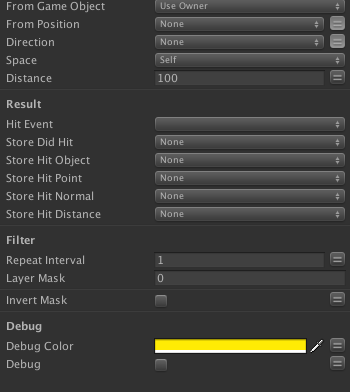 From Game Object Use Owner
From Position None
Direction None
Space Self
Distance 100
Result
Hit Event
Store Did Hit None
Store Hit Object None
Store Hit Point None
Store Hit Normal None
Store Hit Distance None
Filter
Repeat Interval 1
Layer Mask 0
Invert Mask
Debug
Debug Color
Debug